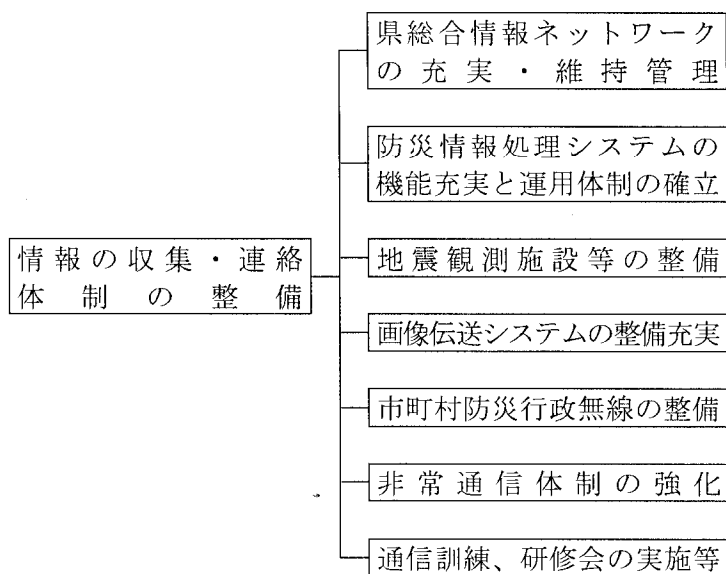 情報の収集・連絡
体制の整備
県総合情報ネットワーク
の充実・維持管理
防災情報処理システムの
機能充実と運用体制の確立
地震観測施設等の整備
画像伝送システムの整備充実
市町村防災行政無線の整備
非常通信体制の強化
通信訓練、研修会の実施等